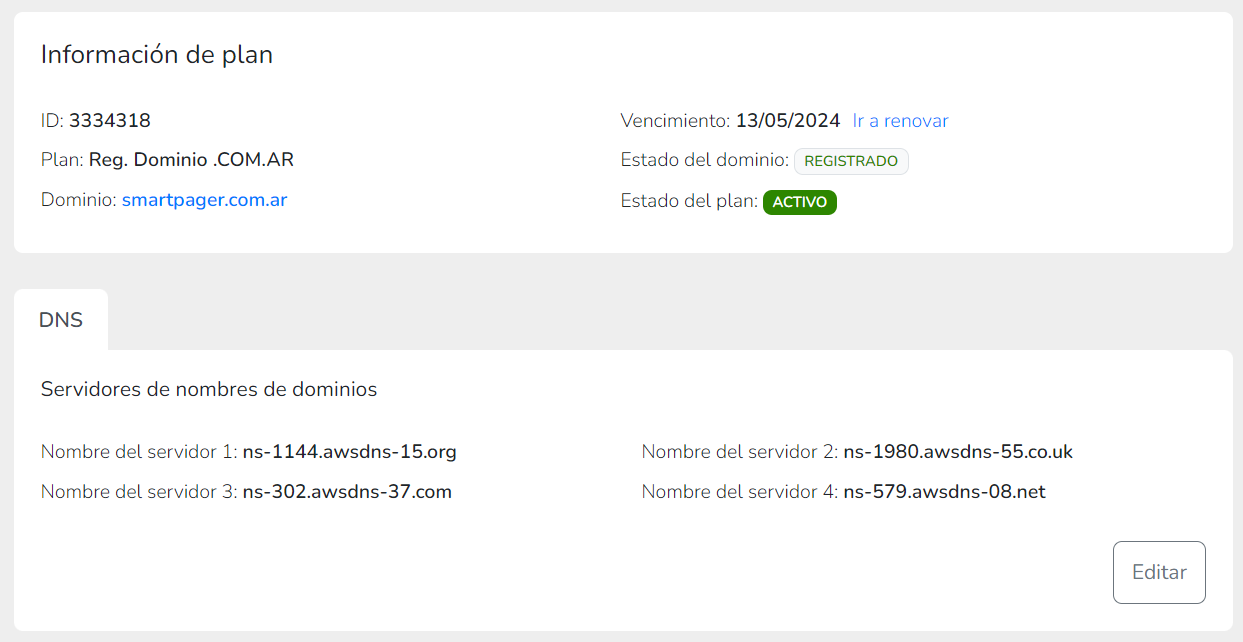 Información de plan
ID: 3334318
Vencimiento: 13/05/2024 Ir a renovar
Plan: Reg. Dominio .COM.AR
Estado del dominio: REGISTRADO
Dominio: smartpager.com.ar
Estado del plan: ACTIVO
DNS
Servidores de nombres de dominios
Nombre del servidor 1: ns-1144.awsdns-15.org
Nombre del servidor 2: ns-1980.awsdns-55.co.uk
Nombre del servidor 3: ns-302.awsdns-37.com
Nombre del servidor 4: ns-579.awsdns-08.net
Editar